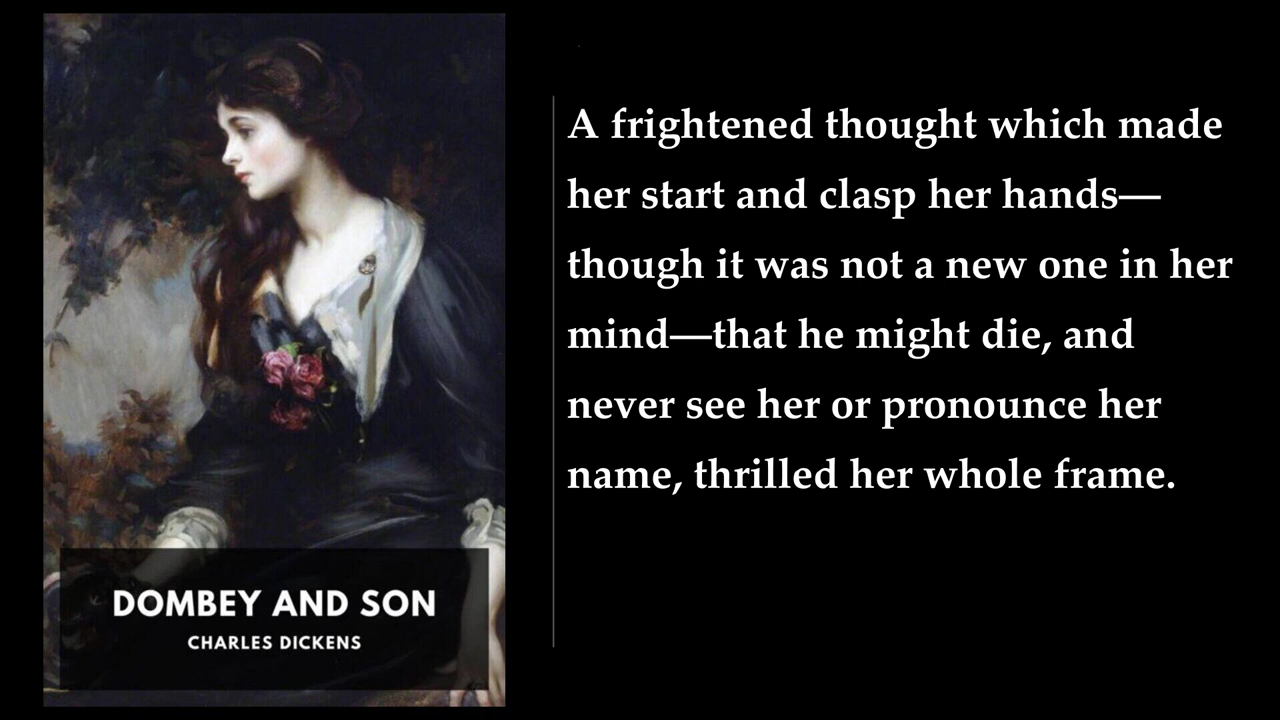 A frightened thought which made
her start and clasp her hands—
though it was not a new one in her
mind—that he might die, and
never see her or pronounce her
name, thrilled her whole frame.
DOMBEY AND SON
CHARLES DICKENS